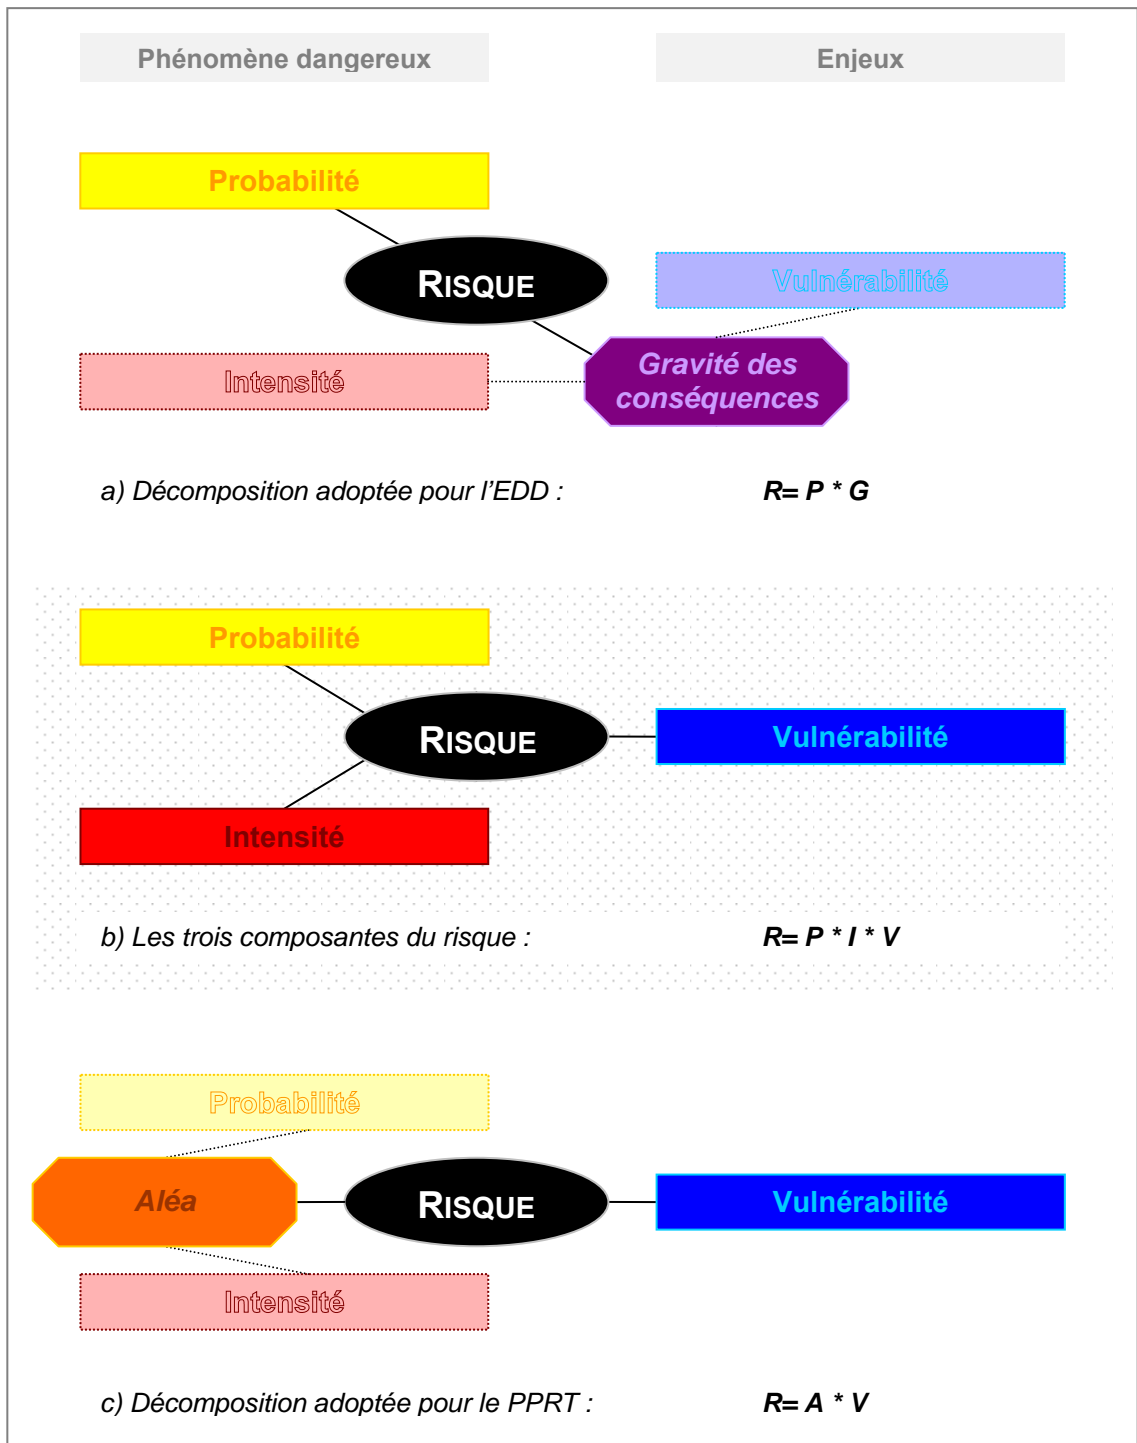 Phénomène dangereux
Enjeux
Probabilité
RISQUE
Vulnérabilité
Intensité
Gravité des
conséquences
a) Décomposition adoptée pour l'EDD :
R= P * G
Probabilité
RISQUE
Vulnérabilité
Intensité
b) Les trois composantes du risque :
R= P * I * V
Probabilité
Aléa
RISQUE
Vulnérabilité
Intensité
c) Décomposition adoptée pour le PPRT :
R= A * V